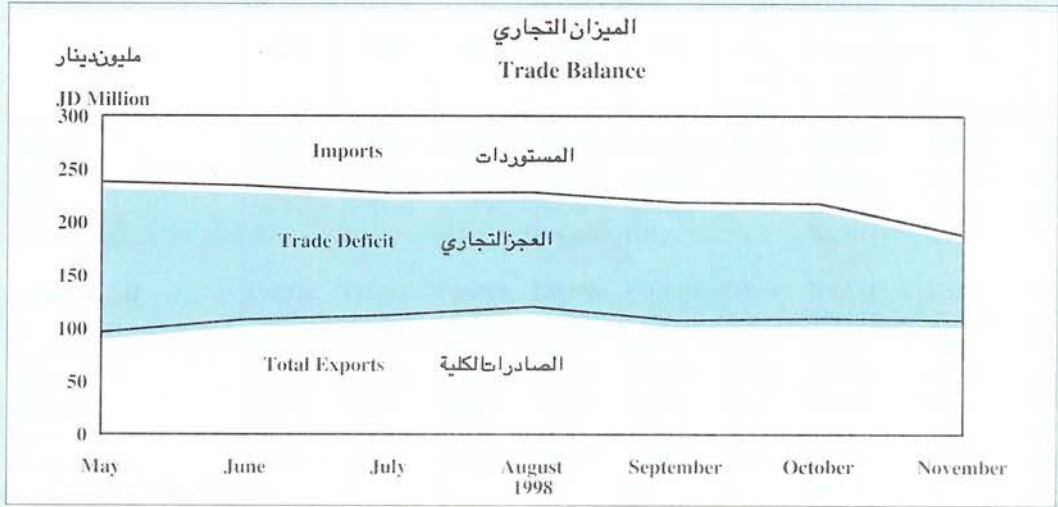 الميزان التجاري
Trade Balance
مليون دينار
JD Million
300
Imports المستوردات
250
200
Trade Deficit العجز التجاري
150
100
Total Exports الصادرات الكلية
50
0
May June July August September October November
1998